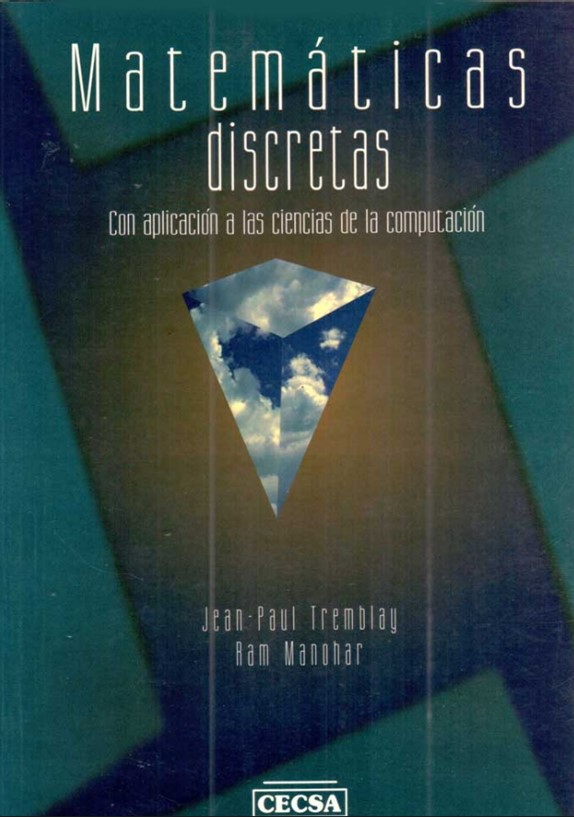 Matemáticas
discretas
Con aplicación a las ciencias de la computación
Jean-Paul Tremblay
Ram Manohar
CECSA